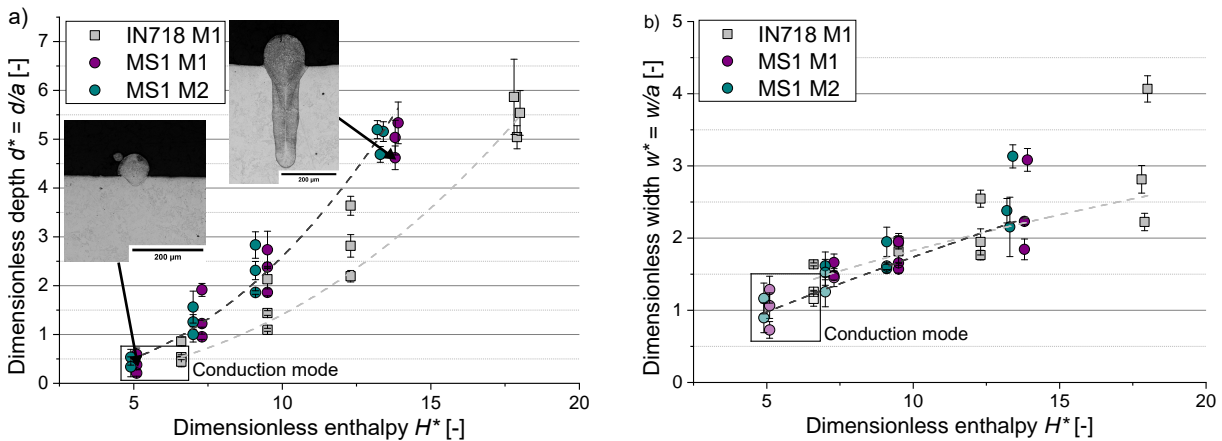 a)
Dimensionless depth d* = d/a [-]
7
6
5
4
3
2
1
0
IN718 M1
MS1 M1
MS1 M2
200 µm
200 µm
Conduction mode
5
10
15
20
Dimensionless enthalpy H* [-]
b)
Dimensionless width w* = w/a [-]
5
4
3
2
1
0
IN718 M1
MS1 M1
MS1 M2
Conduction mode
5
10
15
20
Dimensionless enthalpy H* [-]